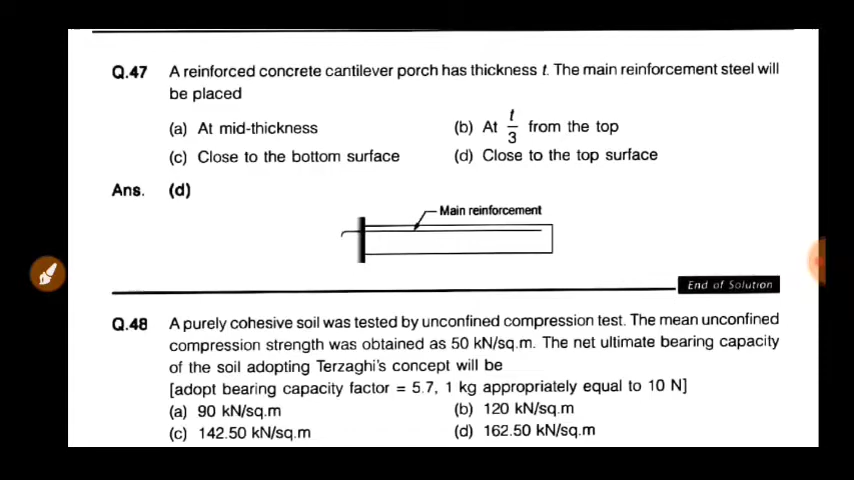 Q.47 A reinforced concrete cantilever porch has thickness t. The main reinforcement steel will
be placed
(a) At mid-thickness (b) At t/3 from the top
(c) Close to the bottom surface (d) Close to the top surface
Ans. (d)
Main reinforcement
End of Solution
Q.48 A purely cohesive soil was tested by unconfined compression test. The mean unconfined
compression strength was obtained as 50 kN/sq.m. The net ultimate bearing capacity
of the soil adopting Terzaghi's concept will be
[adopt bearing capacity factor = 5.7, 1 kg appropriately equal to 10 N]
(a) 90 kN/sq.m (b) 120 kN/sq.m
(c) 142.50 kN/sq.m (d) 162.50 kN/sq.m